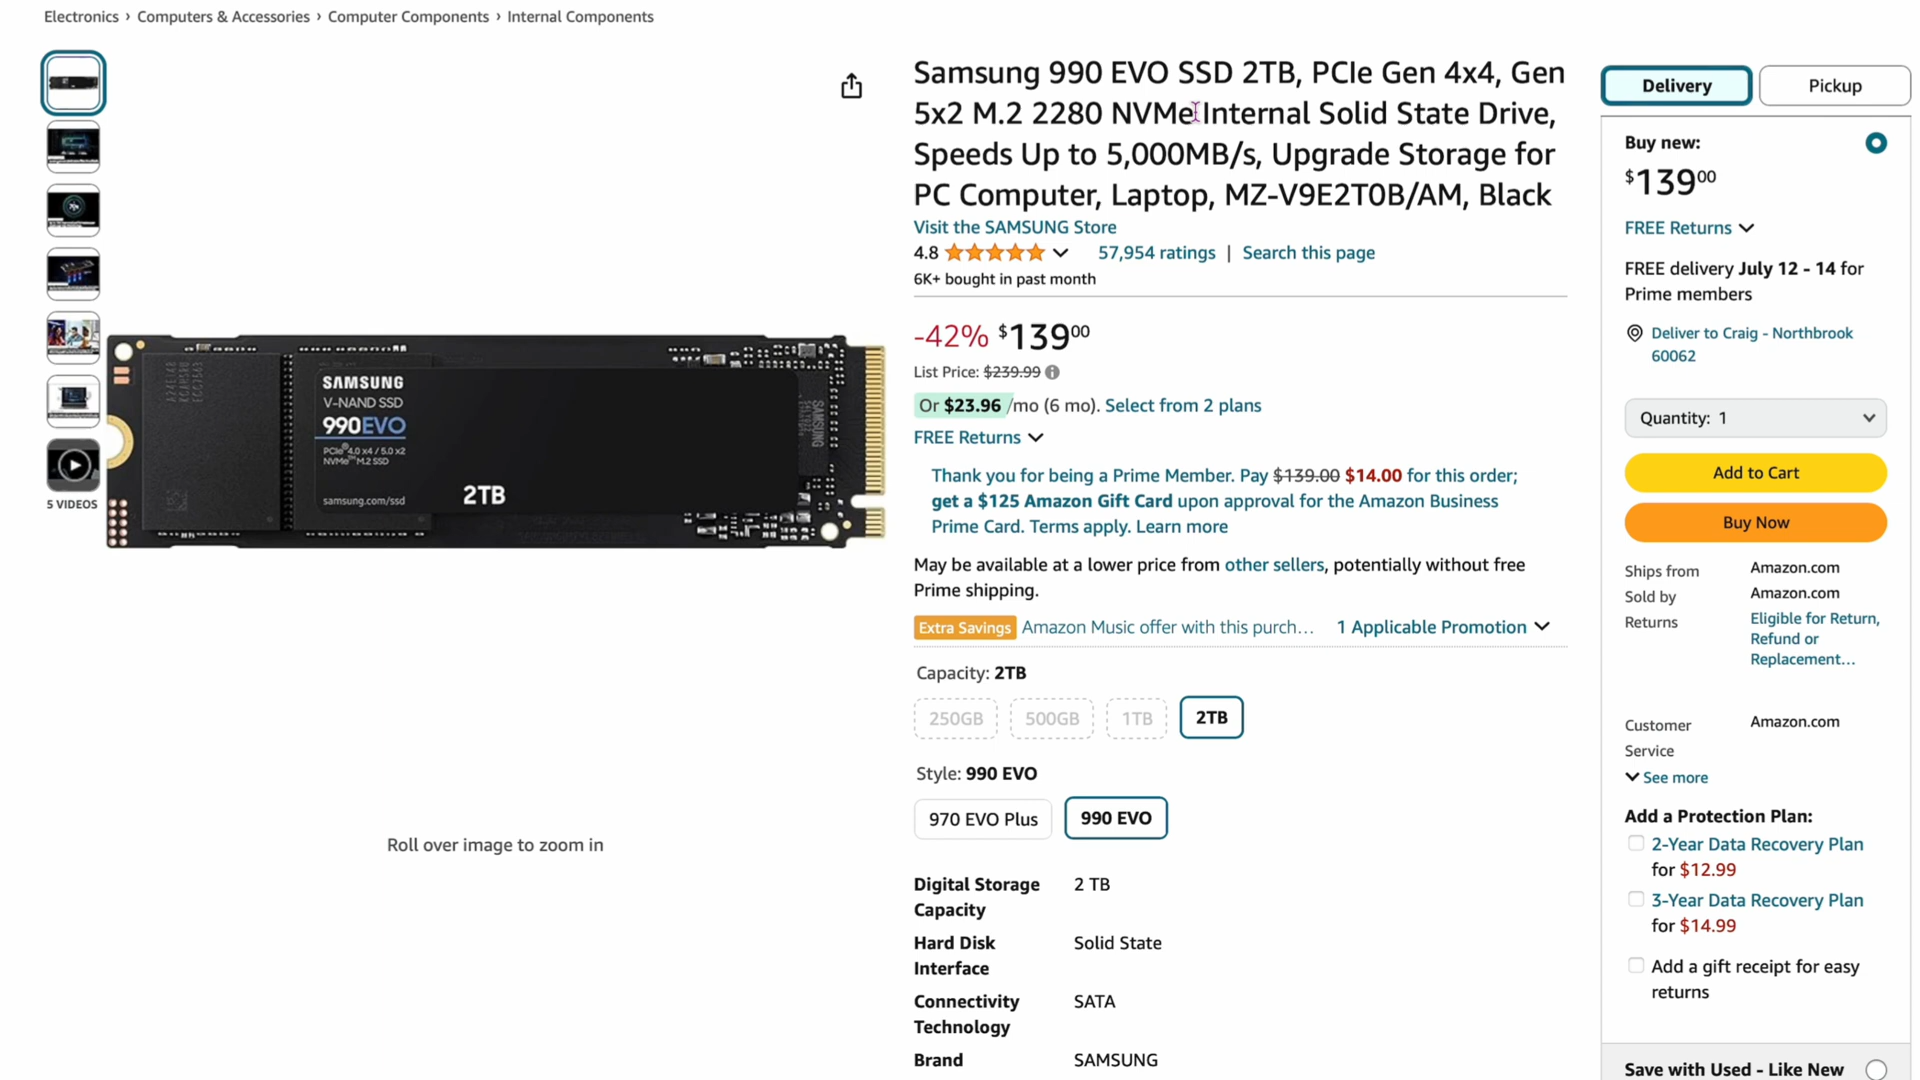 Electronics › Computers & Accessories › Computer Components › Internal Components
5 VIDEOS
SAMSUNG
V-NAND SSD
990EVO
PCIe® 4.0 x4 / 5.0 x2
NVMe™ M.2 SSD
samsung.com/ssd
2TB
SAMSUNG
Roll over image to zoom in
Samsung 990 EVO SSD 2TB, PCIe Gen 4x4, Gen
5x2 M.2 2280 NVMe Internal Solid State Drive,
Speeds Up to 5,000MB/s, Upgrade Storage for
PC Computer, Laptop, MZ-V9E2T0B/AM, Black
Visit the SAMSUNG Store
4.8 57,954 ratings | Search this page
6K+ bought in past month
-42% $13900
List Price: $239.99
Or $23.96 /mo (6 mo). Select from 2 plans
FREE Returns
Thank you for being a Prime Member. Pay $139.00 $14.00 for this order;
get a $125 Amazon Gift Card upon approval for the Amazon Business
Prime Card. Terms apply. Learn more
May be available at a lower price from other sellers, potentially without free
Prime shipping.
Extra Savings Amazon Music offer with this purch… 1 Applicable Promotion
Capacity: 2TB
250GB 500GB 1TB 2TB
Style: 990 EVO
970 EVO Plus 990 EVO
Digital Storage Capacity 2 TB
Hard Disk Interface Solid State
Connectivity Technology SATA
Brand SAMSUNG
Delivery Pickup
Buy new:
$13900
FREE Returns
FREE delivery July 12 - 14 for
Prime members
Deliver to Craig - Northbrook
60062
Quantity: 1
Add to Cart
Buy Now
Ships from Amazon.com
Sold by Amazon.com
Returns Eligible for Return,
Refund or
Replacement…
Customer Service Amazon.com
See more
Add a Protection Plan:
2-Year Data Recovery Plan
for $12.99
3-Year Data Recovery Plan
for $14.99
Add a gift receipt for easy
returns
Save with Used - Like New